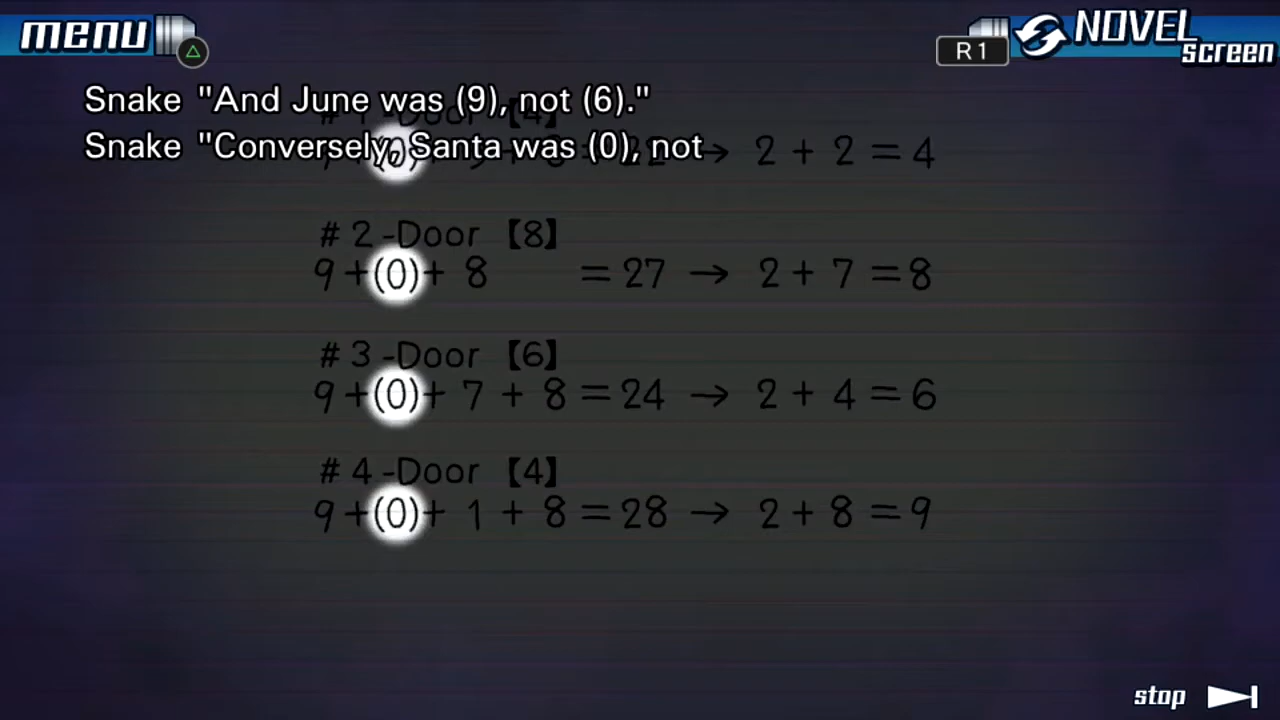 menu
R1
NOVEL
screen
Snake "And June was (9), not (6)."
Snake "Conversely, Santa was (0), not
【4】
→ 2 + 2 = 4
# 2 -Door 【8】
9 +(0)+ 8 = 27 → 2 + 7 = 8
# 3 -Door 【6】
9 +(0)+ 7 + 8 = 24 → 2 + 4 = 6
# 4 -Door 【4】
9 +(0)+ 1 + 8 = 28 → 2 + 8 = 9
stop